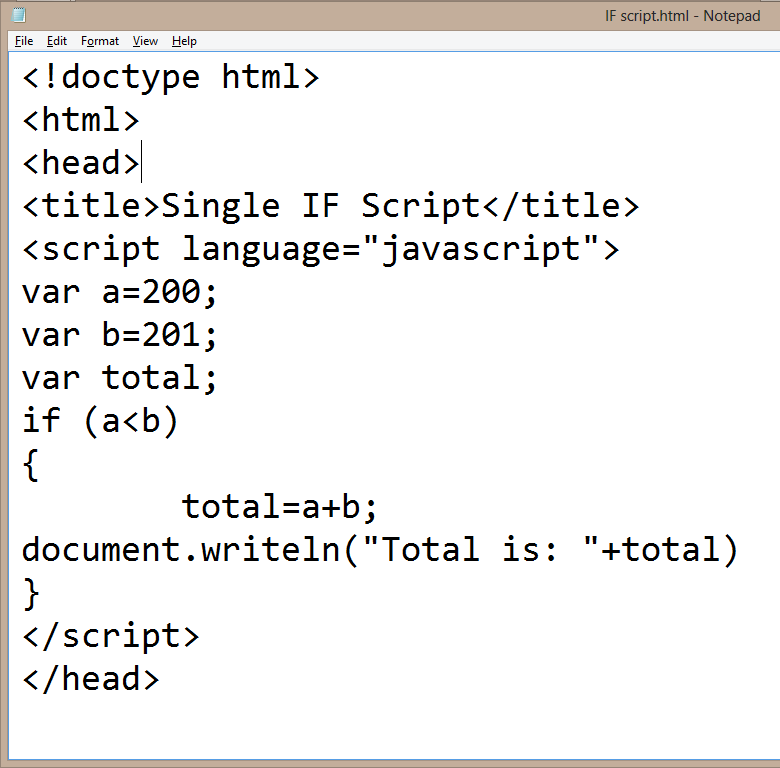 IF script.html - Notepad
File Edit Format View Help
<!doctype html>
<html>
<head>
<title>Single IF Script</title>
<script language="javascript">
var a=200;
var b=201;
var total;
if (a<b)
{
        total=a+b;
document.writeln("Total is: "+total)
}
</script>
</head>